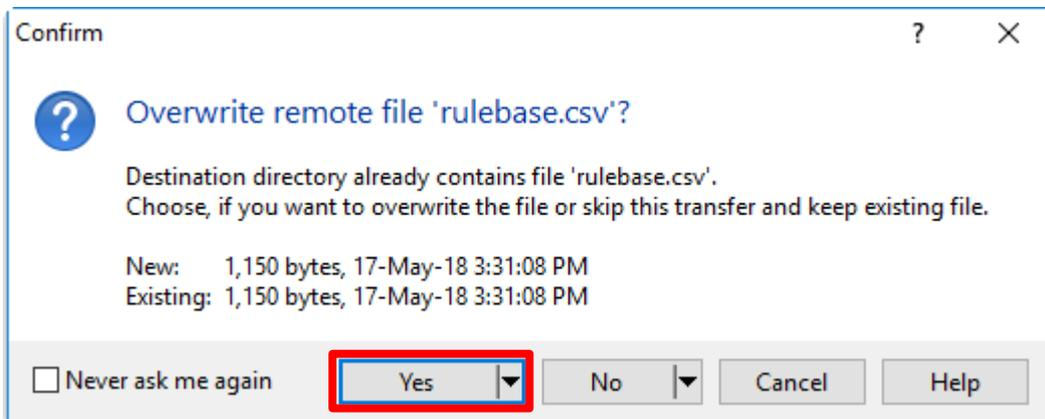 Confirm
?
Overwrite remote file 'rulebase.csv'?
Destination directory already contains file 'rulebase.csv'.
Choose, if you want to overwrite the file or skip this transfer and keep existing file.
New: 1,150 bytes, 17-May-18 3:31:08 PM
Existing: 1,150 bytes, 17-May-18 3:31:08 PM
Never ask me again Yes No Cancel Help